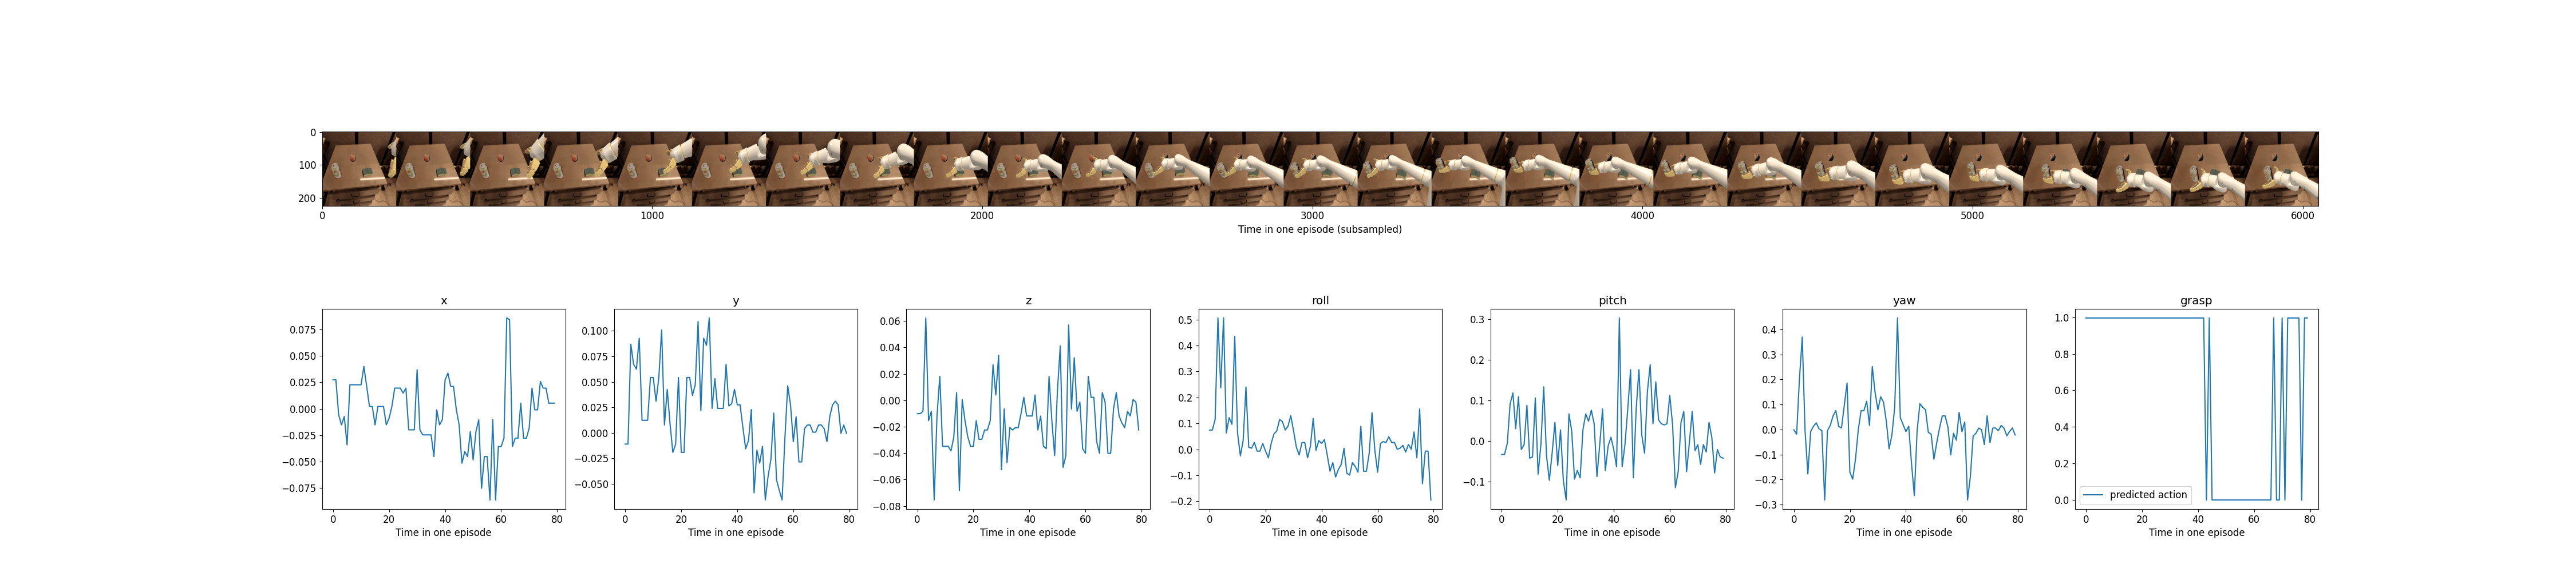 0
100
200
0 1000 2000 3000 4000 5000 6000
Time in one episode (subsampled)
x
0.075
0.050
0.025
0.000
−0.025
−0.050
−0.075
0 20 40 60 80
Time in one episode
y
0.100
0.075
0.050
0.025
0.000
−0.025
−0.050
0 20 40 60 80
Time in one episode
z
0.06
0.04
0.02
0.00
−0.02
−0.04
−0.06
−0.08
0 20 40 60 80
Time in one episode
roll
0.5
0.4
0.3
0.2
0.1
0.0
−0.1
−0.2
0 20 40 60 80
Time in one episode
pitch
0.3
0.2
0.1
0.0
−0.1
0 20 40 60 80
Time in one episode
yaw
0.4
0.3
0.2
0.1
0.0
−0.1
−0.2
−0.3
0 20 40 60 80
Time in one episode
grasp
1.0
0.8
0.6
0.4
0.2
0.0
predicted action
0 20 40 60 80
Time in one episode